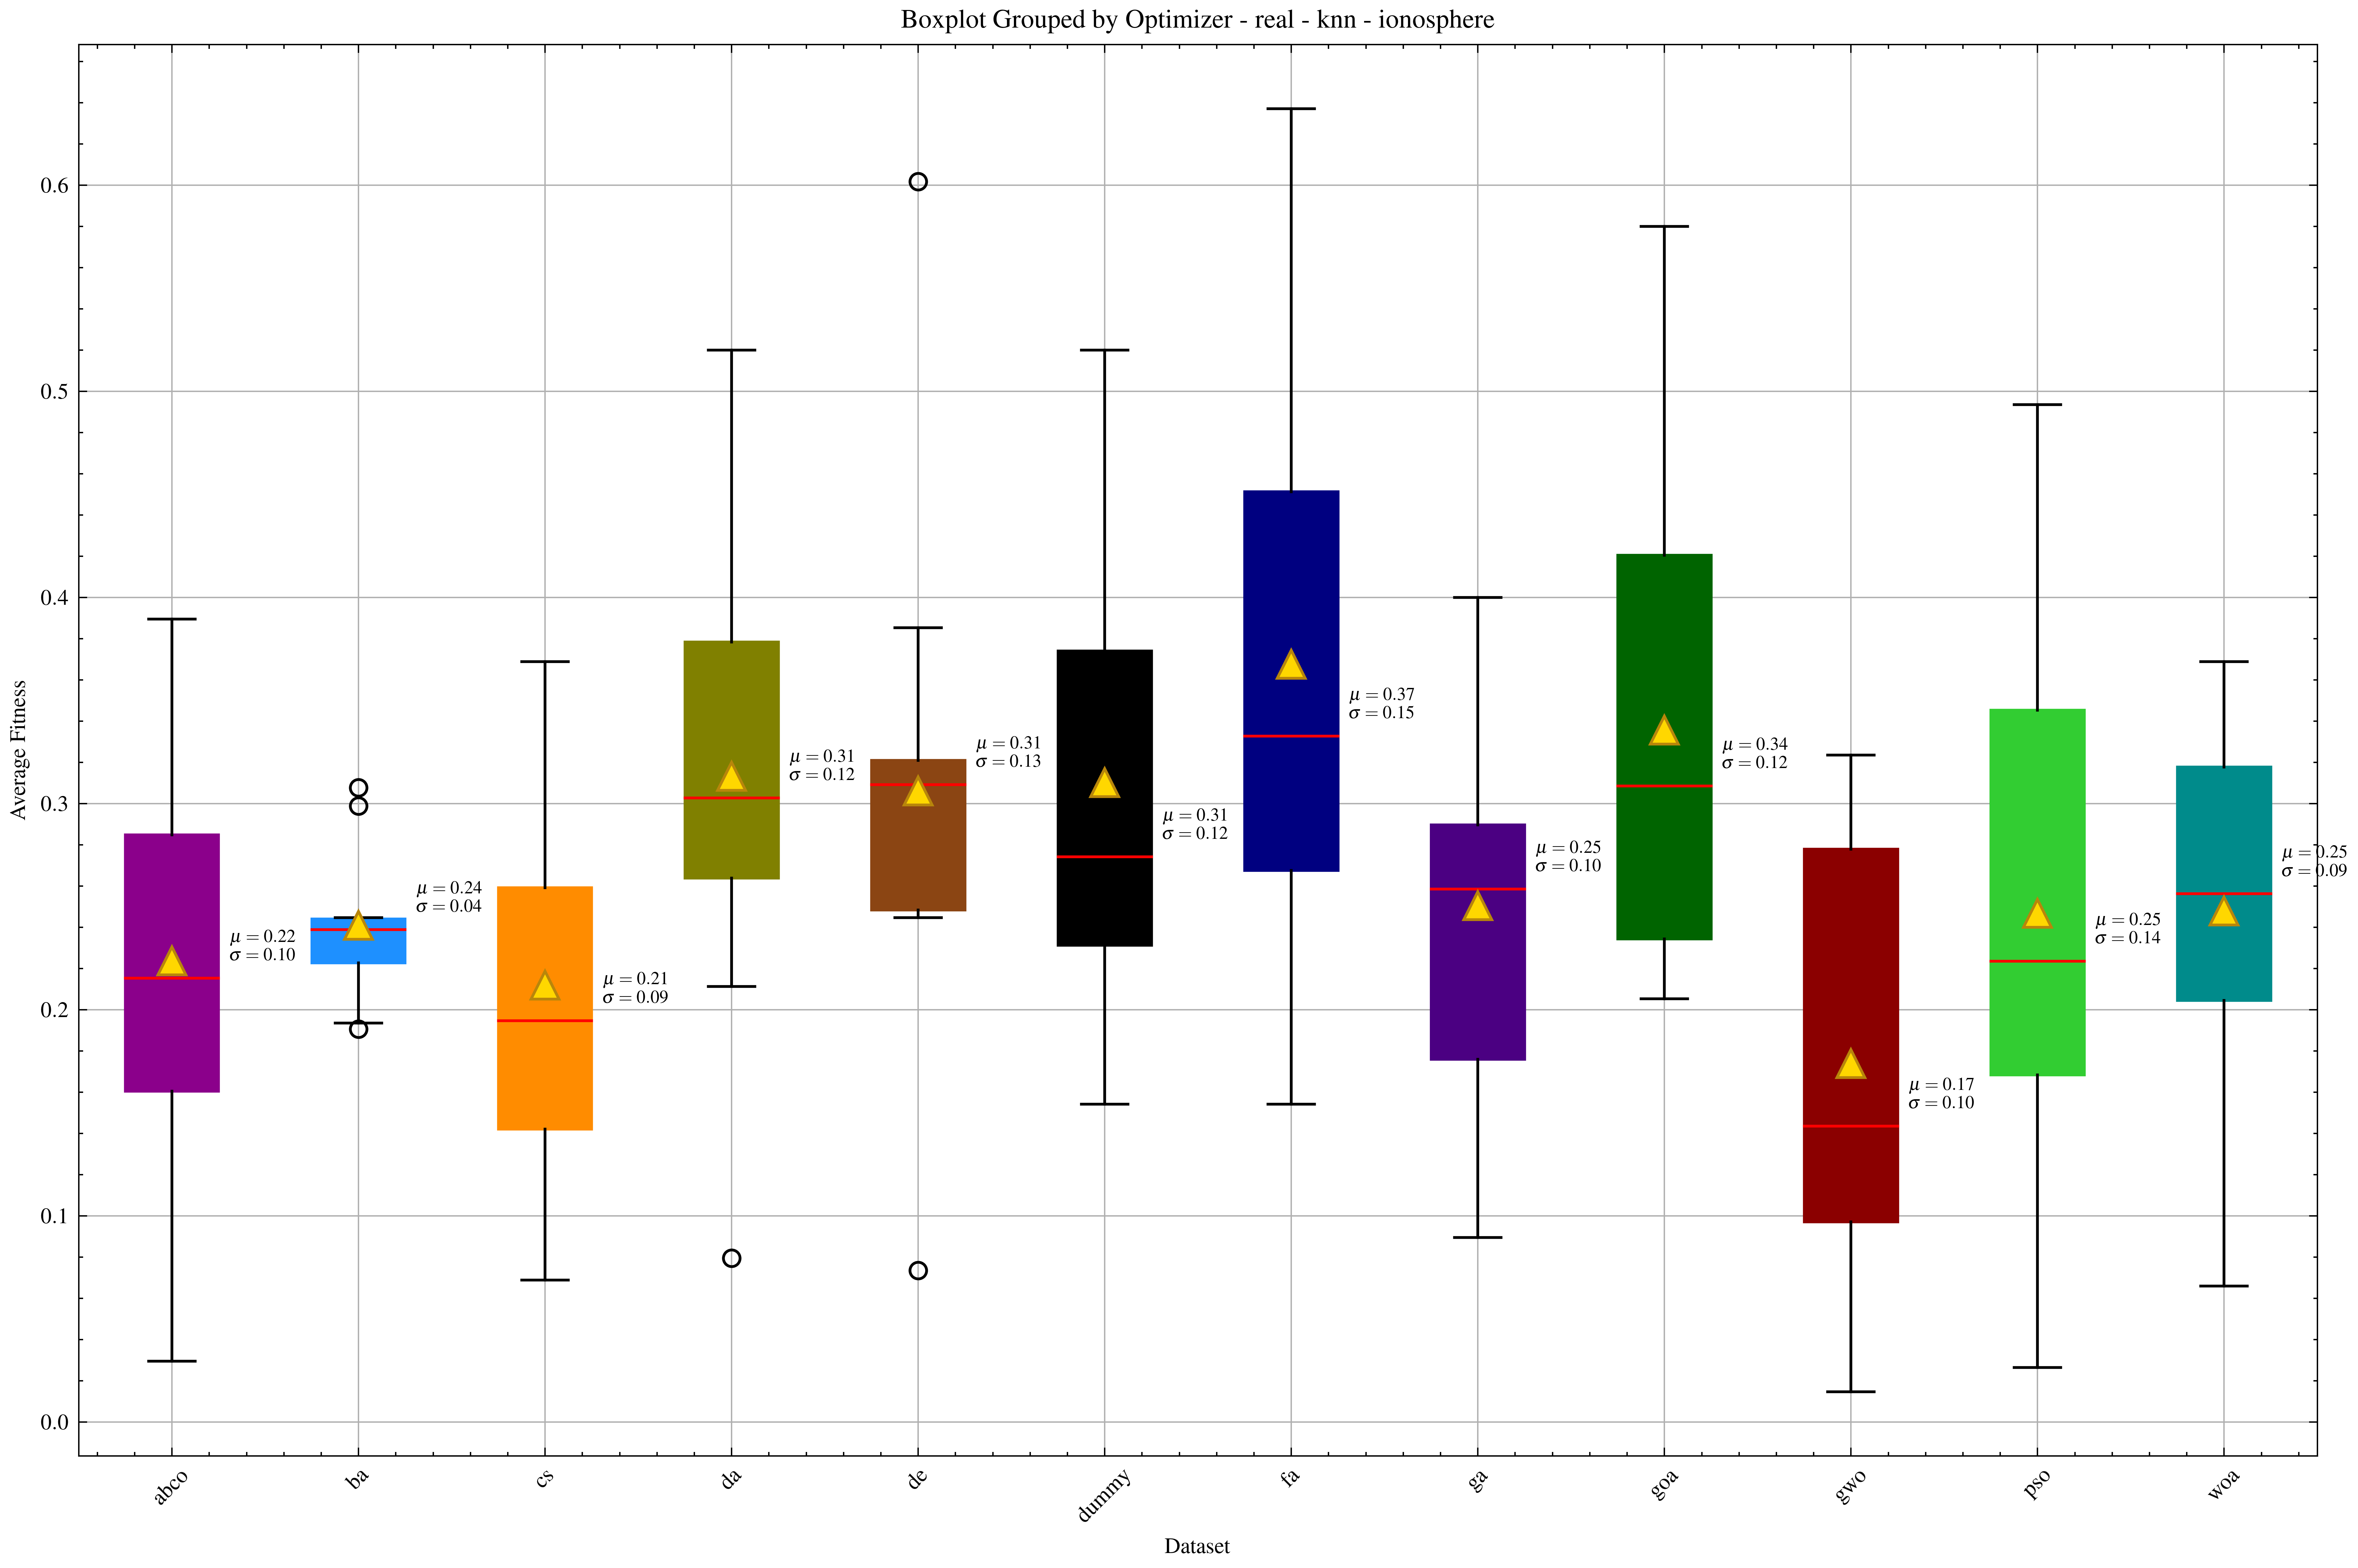 Boxplot Grouped by Optimizer - real - knn - ionosphere
Average Fitness
0.6
0.5
0.4
0.3
0.2
0.1
0.0
μ = 0.22
σ = 0.10
μ = 0.24
σ = 0.04
μ = 0.21
σ = 0.09
μ = 0.31
σ = 0.12
μ = 0.31
σ = 0.13
μ = 0.31
σ = 0.12
μ = 0.37
σ = 0.15
μ = 0.25
σ = 0.10
μ = 0.34
σ = 0.12
μ = 0.17
σ = 0.10
μ = 0.25
σ = 0.14
μ = 0.25
σ = 0.09
abco
ba
cs
da
de
dummy
fa
ga
goa
gwo
pso
woa
Dataset